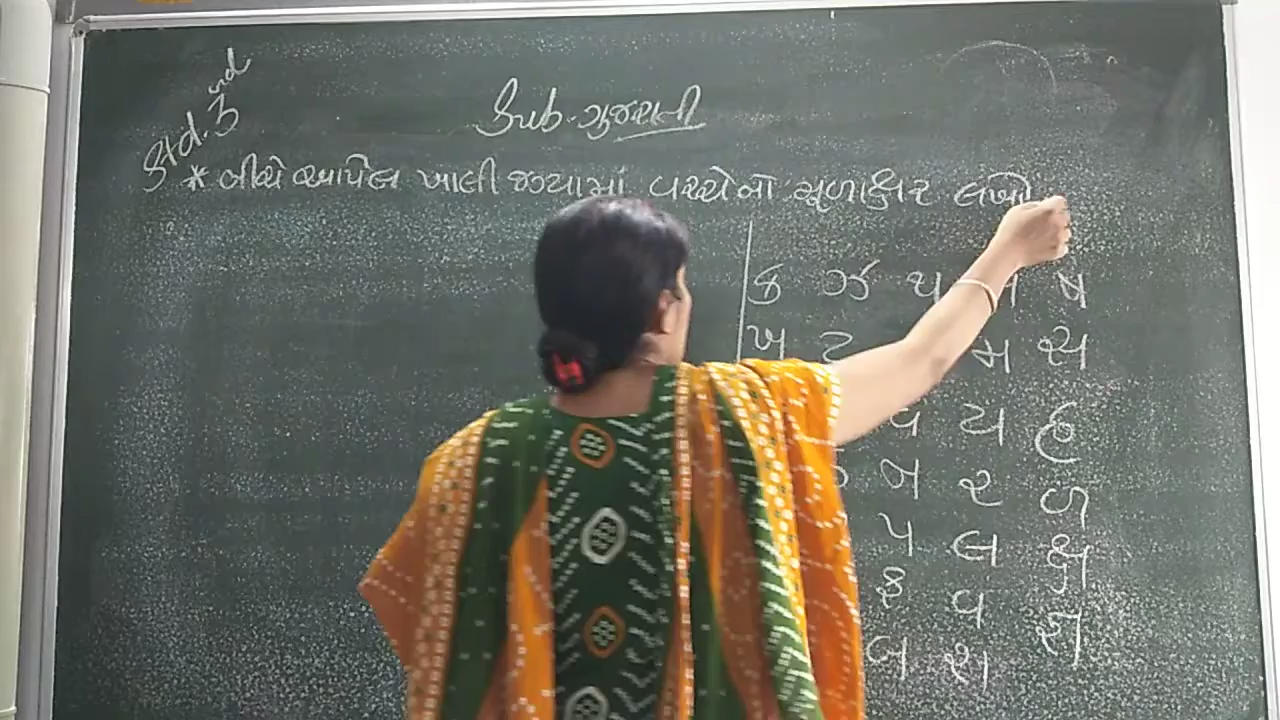 Std. 3rd
Sub. ગુજરાતી
* નીચે આપેલ ખાલી જગ્યામાં વચ્ચેનો મૂળાક્ષર લખો
ક ઝ થ ષ
ખ ટ મ સ
ય હ
ન ર ળ
પ લ ક્ષ
ફ વ જ્ઞ
બ શ